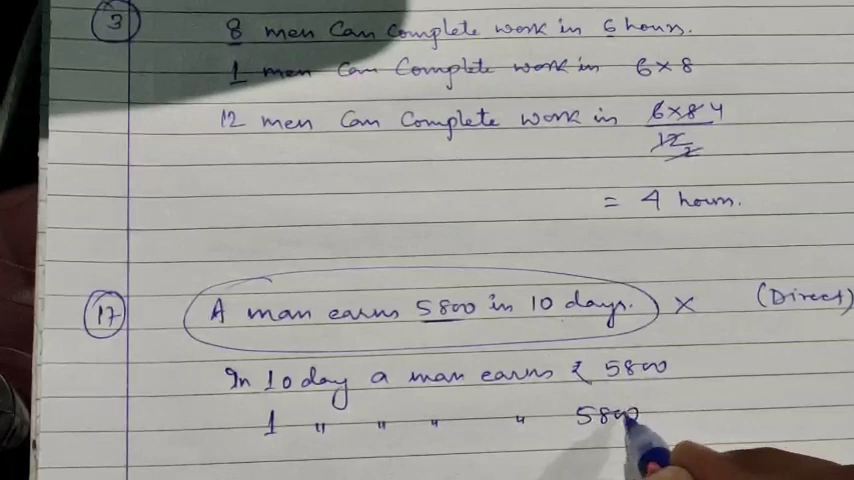 3 8 men can complete work in 6 hours.
1 men can complete work in 6×8
12 men can complete work in 6×8 4
12 2
= 4 hours.
17 A man earns 5800 in 10 days. × (Direct)
In 10 day a man earns ₹ 5800
1 " " " " 5800